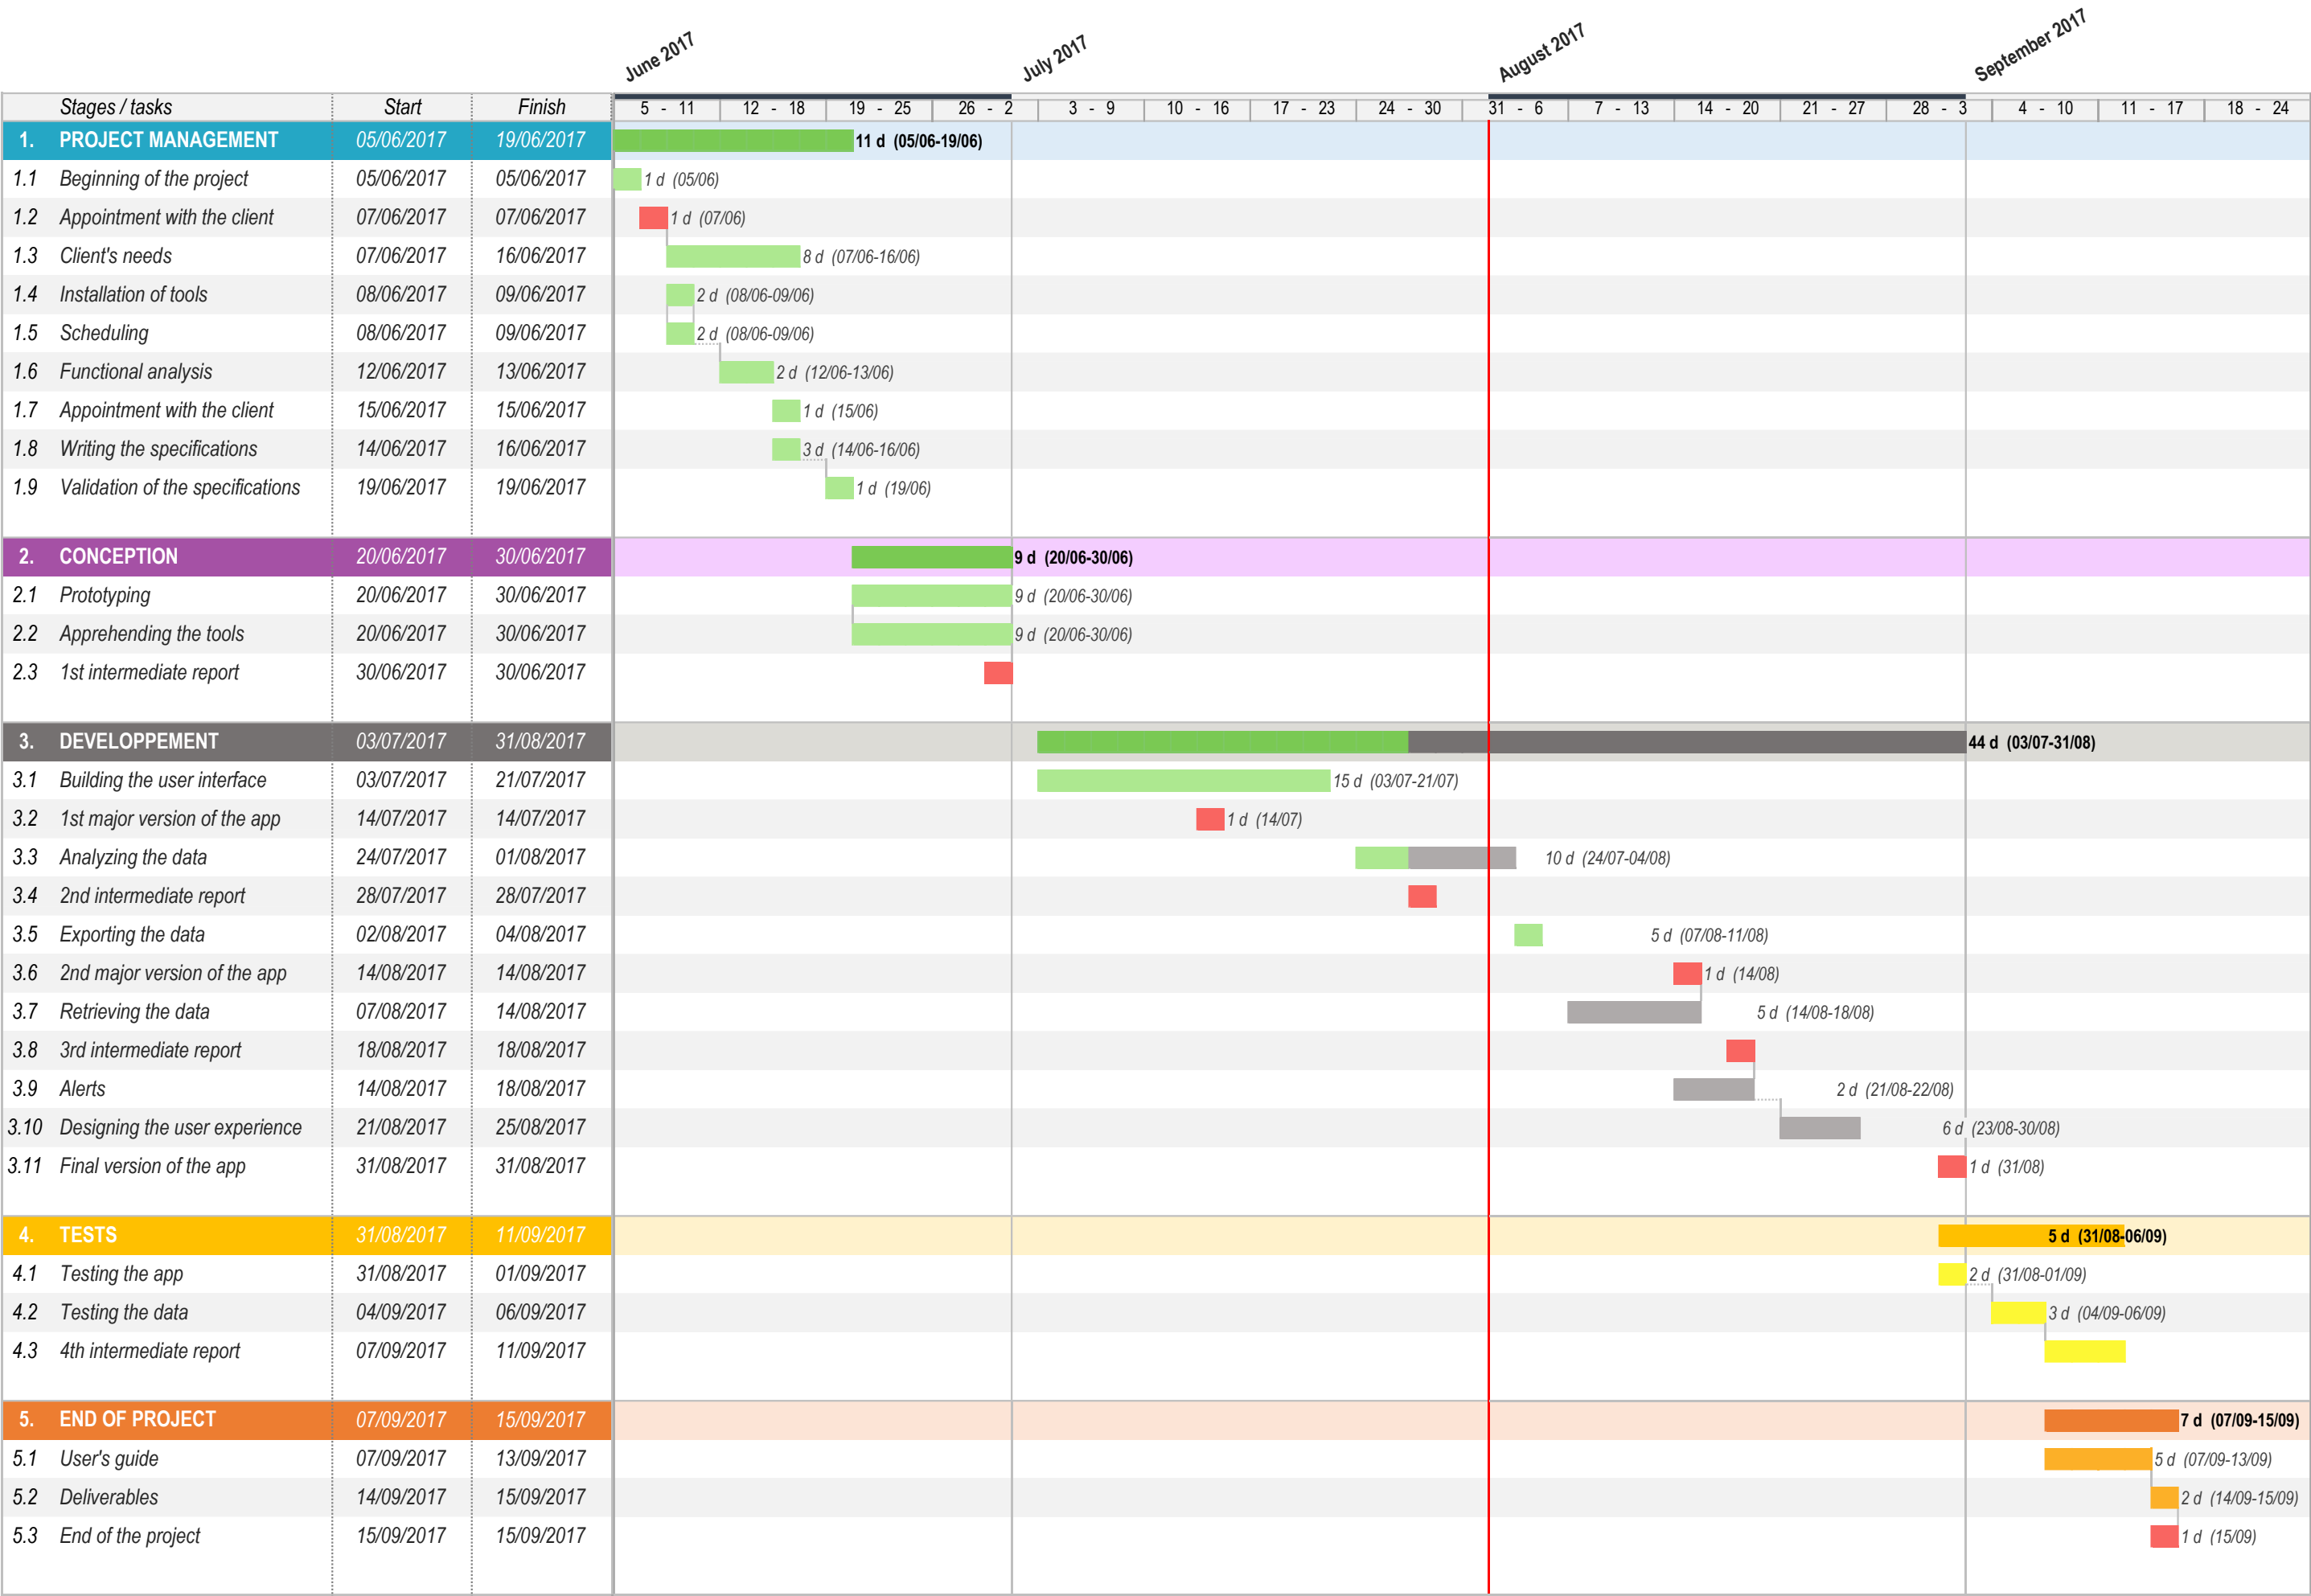 June 2017 July 2017 August 2017 September 2017
Stages / tasks Start Finish 5 - 11 12 - 18 19 - 25 26 - 2 3 - 9 10 - 16 17 - 23 24 - 30 31 - 6 7 - 13 14 - 20 21 - 27 28 - 3 4 - 10 11 - 17 18 - 24
1. PROJECT MANAGEMENT 05/06/2017 19/06/2017 11 d (05/06-19/06)
1.1 Beginning of the project 05/06/2017 05/06/2017 1 d (05/06)
1.2 Appointment with the client 07/06/2017 07/06/2017 1 d (07/06)
1.3 Client's needs 07/06/2017 16/06/2017 8 d (07/06-16/06)
1.4 Installation of tools 08/06/2017 09/06/2017 2 d (08/06-09/06)
1.5 Scheduling 08/06/2017 09/06/2017 2 d (08/06-09/06)
1.6 Functional analysis 12/06/2017 13/06/2017 2 d (12/06-13/06)
1.7 Appointment with the client 15/06/2017 15/06/2017 1 d (15/06)
1.8 Writing the specifications 14/06/2017 16/06/2017 3 d (14/06-16/06)
1.9 Validation of the specifications 19/06/2017 19/06/2017 1 d (19/06)
2. CONCEPTION 20/06/2017 30/06/2017 9 d (20/06-30/06)
2.1 Prototyping 20/06/2017 30/06/2017 9 d (20/06-30/06)
2.2 Apprehending the tools 20/06/2017 30/06/2017 9 d (20/06-30/06)
2.3 1st intermediate report 30/06/2017 30/06/2017
3. DEVELOPPEMENT 03/07/2017 31/08/2017 44 d (03/07-31/08)
3.1 Building the user interface 03/07/2017 21/07/2017 15 d (03/07-21/07)
3.2 1st major version of the app 14/07/2017 14/07/2017 1 d (14/07)
3.3 Analyzing the data 24/07/2017 01/08/2017 10 d (24/07-04/08)
3.4 2nd intermediate report 28/07/2017 28/07/2017
3.5 Exporting the data 02/08/2017 04/08/2017 5 d (07/08-11/08)
3.6 2nd major version of the app 14/08/2017 14/08/2017 1 d (14/08)
3.7 Retrieving the data 07/08/2017 14/08/2017 5 d (14/08-18/08)
3.8 3rd intermediate report 18/08/2017 18/08/2017
3.9 Alerts 14/08/2017 18/08/2017 2 d (21/08-22/08)
3.10 Designing the user experience 21/08/2017 25/08/2017 6 d (23/08-30/08)
3.11 Final version of the app 31/08/2017 31/08/2017 1 d (31/08)
4. TESTS 31/08/2017 11/09/2017 5 d (31/08-06/09)
4.1 Testing the app 31/08/2017 01/09/2017 2 d (31/08-01/09)
4.2 Testing the data 04/09/2017 06/09/2017 3 d (04/09-06/09)
4.3 4th intermediate report 07/09/2017 11/09/2017
5. END OF PROJECT 07/09/2017 15/09/2017 7 d (07/09-15/09)
5.1 User's guide 07/09/2017 13/09/2017 5 d (07/09-13/09)
5.2 Deliverables 14/09/2017 15/09/2017 2 d (14/09-15/09)
5.3 End of the project 15/09/2017 15/09/2017 1 d (15/09)